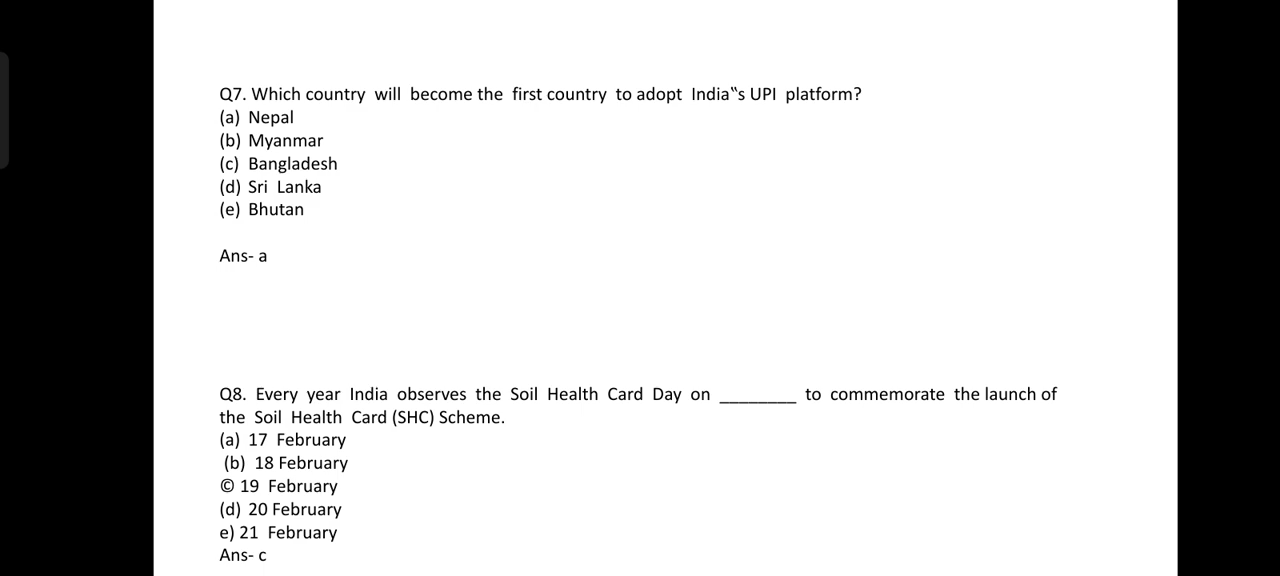 Q7. Which country will become the first country to adopt India‟s UPI platform?
(a) Nepal
(b) Myanmar
(c) Bangladesh
(d) Sri Lanka
(e) Bhutan
Ans- a
Q8. Every year India observes the Soil Health Card Day on ________ to commemorate the launch of
the Soil Health Card (SHC) Scheme.
(a) 17 February
(b) 18 February
© 19 February
(d) 20 February
e) 21 February
Ans- c